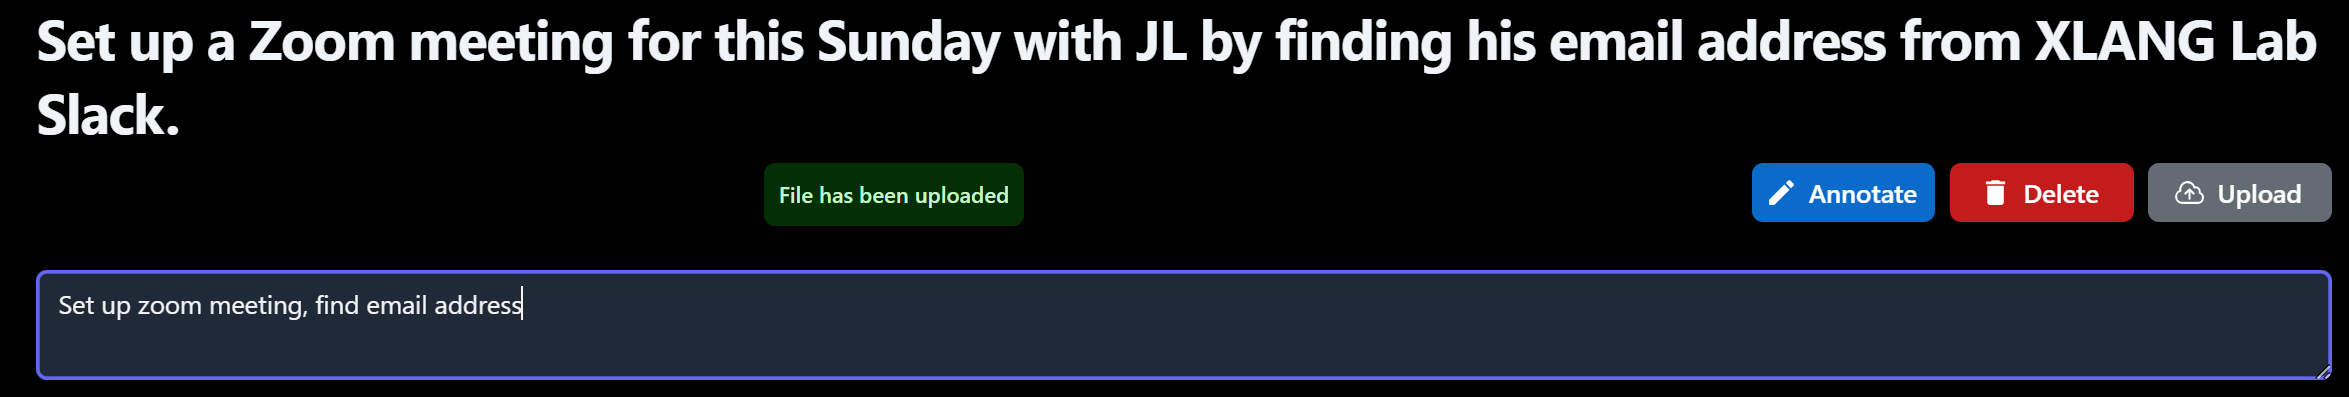 Set up a Zoom meeting for this Sunday with JL by finding his email address from XLANG Lab
Slack.
File has been uploaded
Annotate
Delete
Upload
Set up zoom meeting, find email address